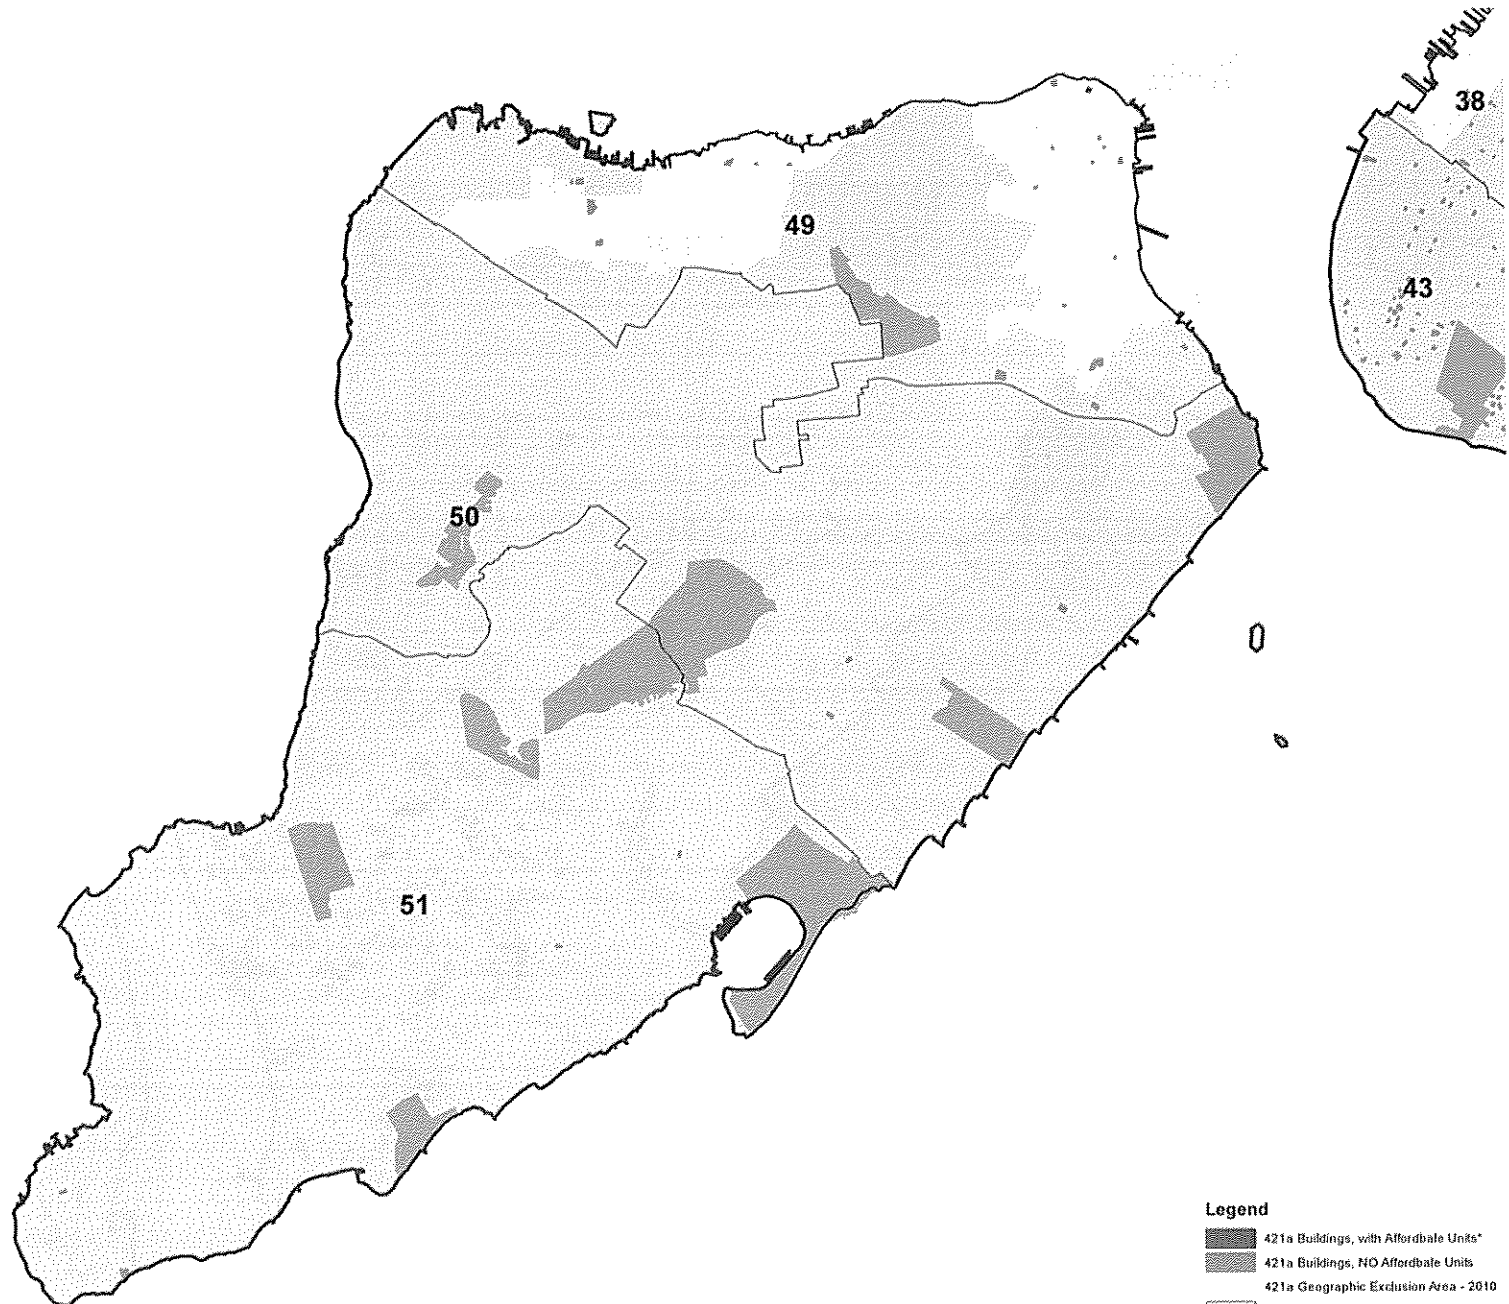 38
49
43
50
51
Legend
421a Buildings, with Affordbale Units*
421a Buildings, NO Affordbale Units
421a Geographic Exclusion Area - 2010